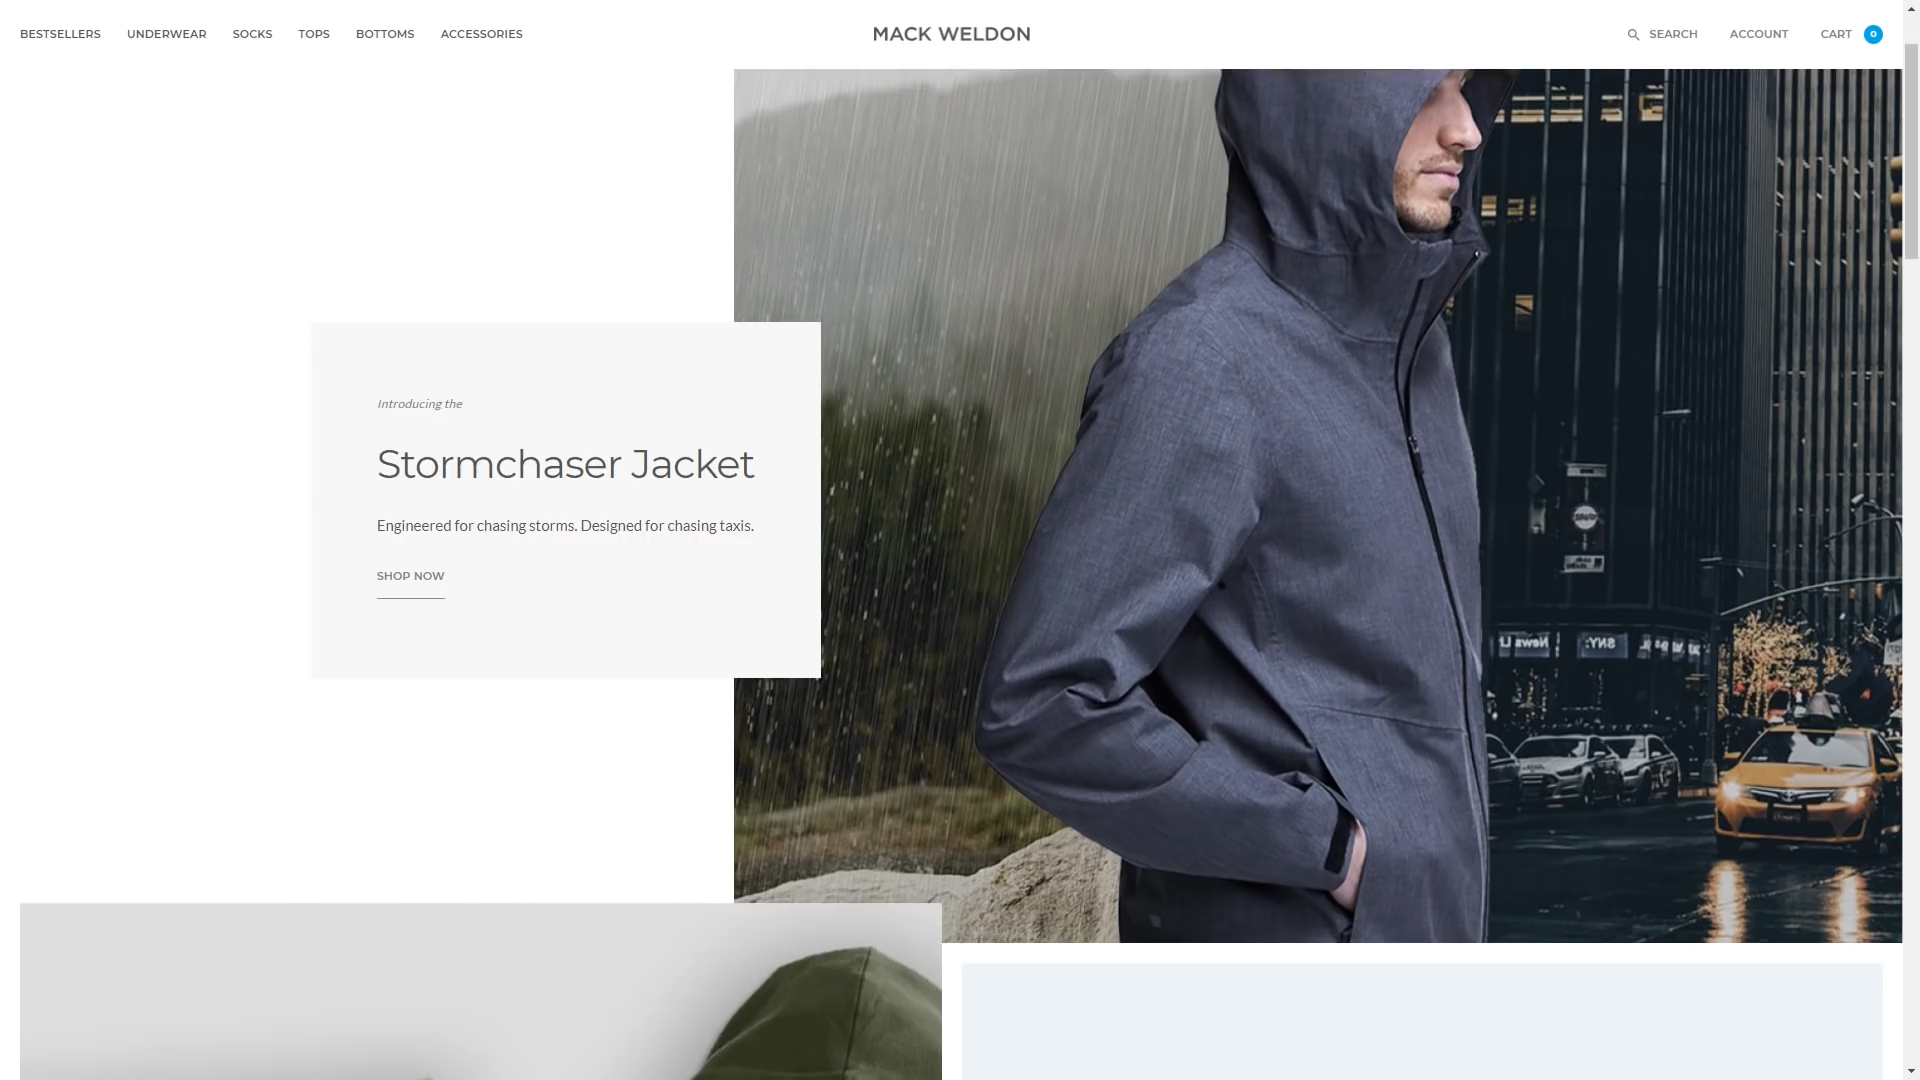 BESTSELLERS UNDERWEAR SOCKS TOPS BOTTOMS ACCESSORIES MACK WELDON SEARCH ACCOUNT CART 0
Introducing the
Stormchaser Jacket
Engineered for chasing storms. Designed for chasing taxis.
SHOP NOW